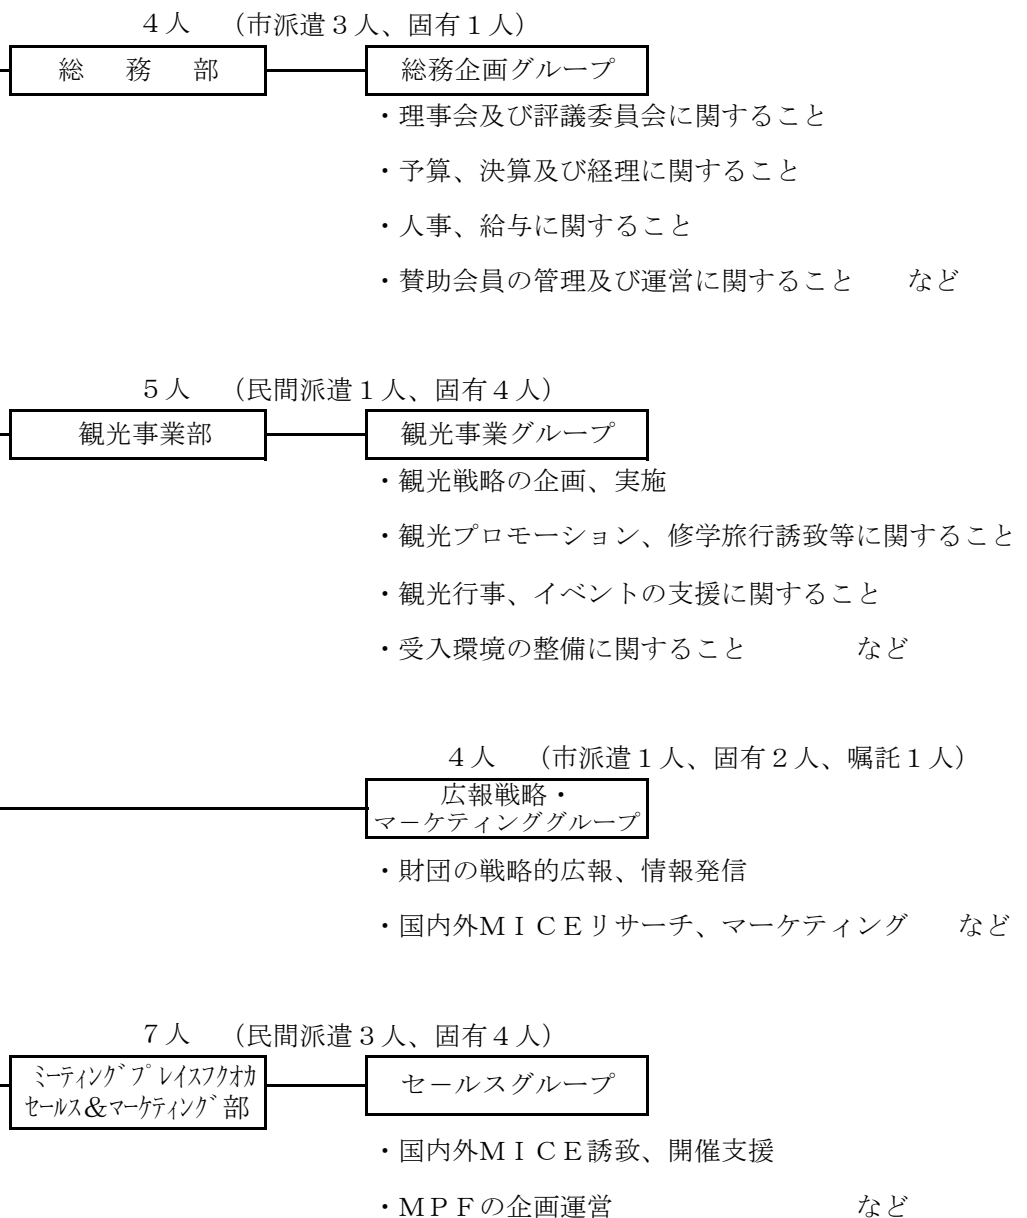 ４人　（市派遣３人、固有１人）
総　務　部　総務企画グループ
・理事会及び評議委員会に関すること
・予算、決算及び経理に関すること
・人事、給与に関すること
・賛助会員の管理及び運営に関すること　　など
５人　（民間派遣１人、固有４人）
観光事業部　観光事業グループ
・観光戦略の企画、実施
・観光プロモーション、修学旅行誘致等に関すること
・観光行事、イベントの支援に関すること
・受入環境の整備に関すること　　　　など
４人　（市派遣１人、固有２人、嘱託１人）
広報戦略・
マーケティンググループ
・財団の戦略的広報、情報発信
・国内外ＭＩＣＥリサーチ、マーケティング　　など
７人　（民間派遣３人、固有４人）
ﾐｰﾃｨﾝｸﾞﾌﾟﾚｲｽﾌｸｵｶ
ｾｰﾙｽ＆ﾏｰｹﾃｨﾝｸﾞ部
セールスグループ
・国内外ＭＩＣＥ誘致、開催支援
・ＭＰＦの企画運営　　　　　　　　　など